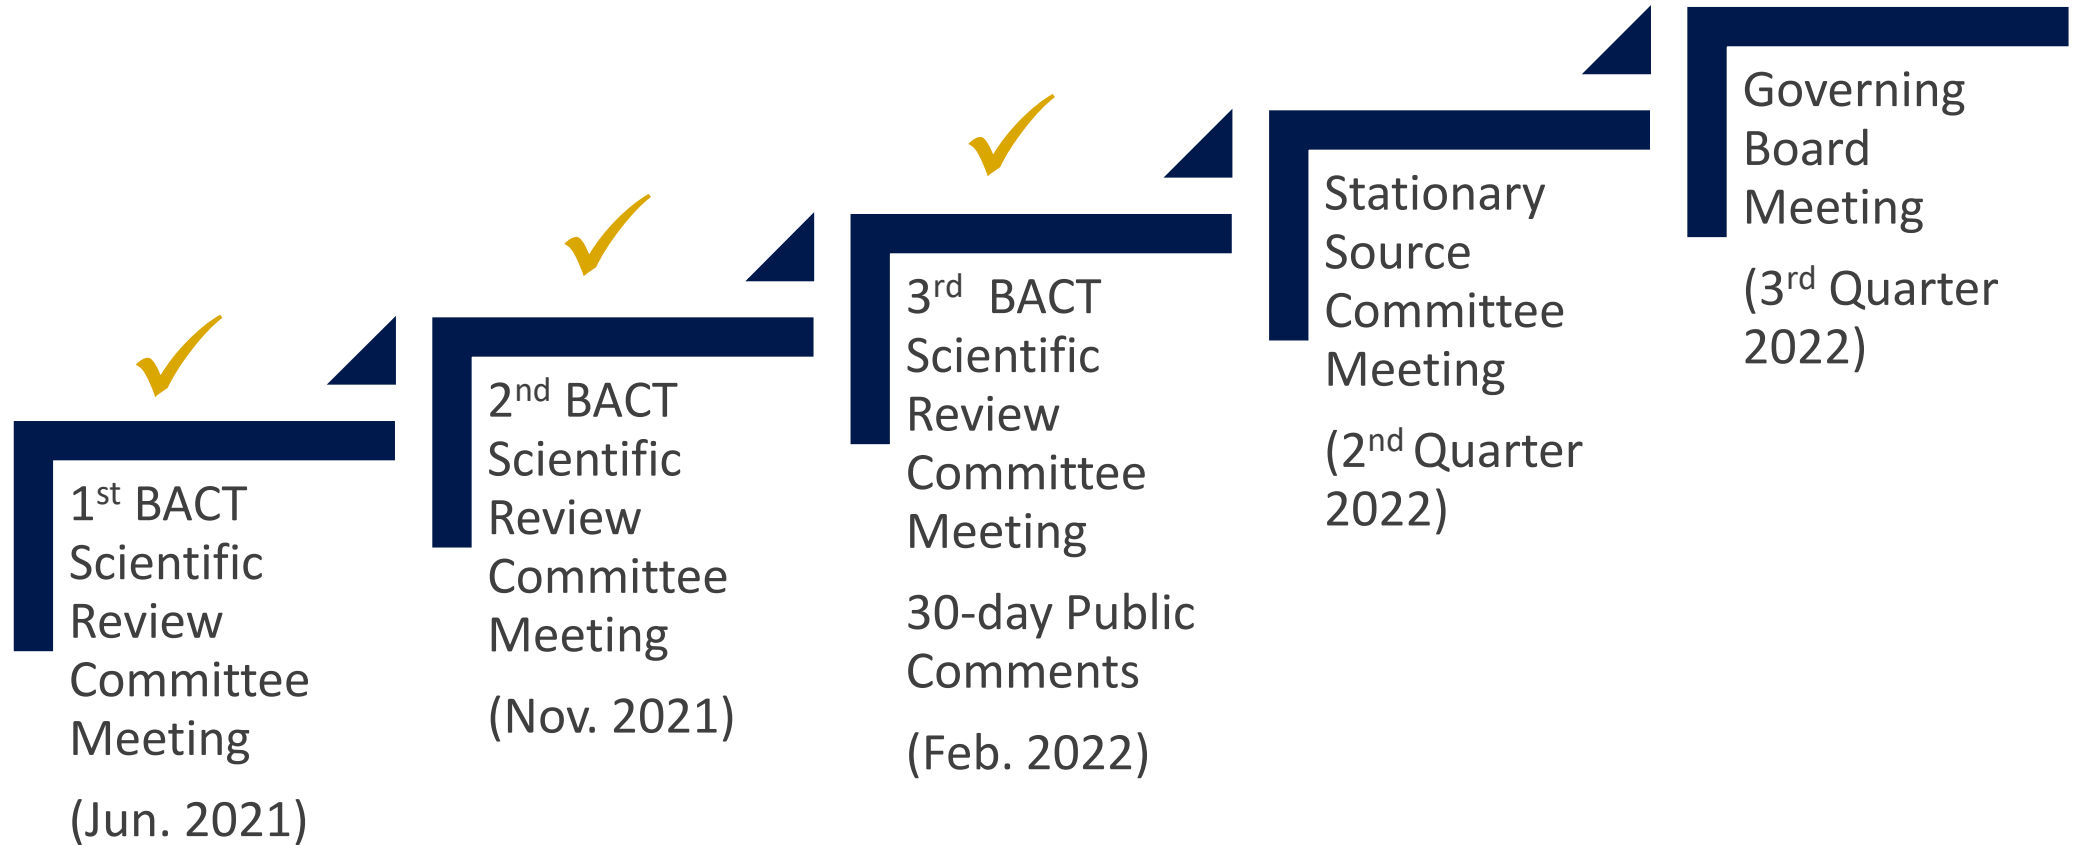 1st BACT
Scientific
Review
Committee
Meeting
(Jun. 2021)
2nd BACT
Scientific
Review
Committee
Meeting
(Nov. 2021)
3rd BACT
Scientific
Review
Committee
Meeting
30-day Public
Comments
(Feb. 2022)
Stationary
Source
Committee
Meeting
(2nd Quarter
2022)
Governing
Board
Meeting
(3rd Quarter
2022)